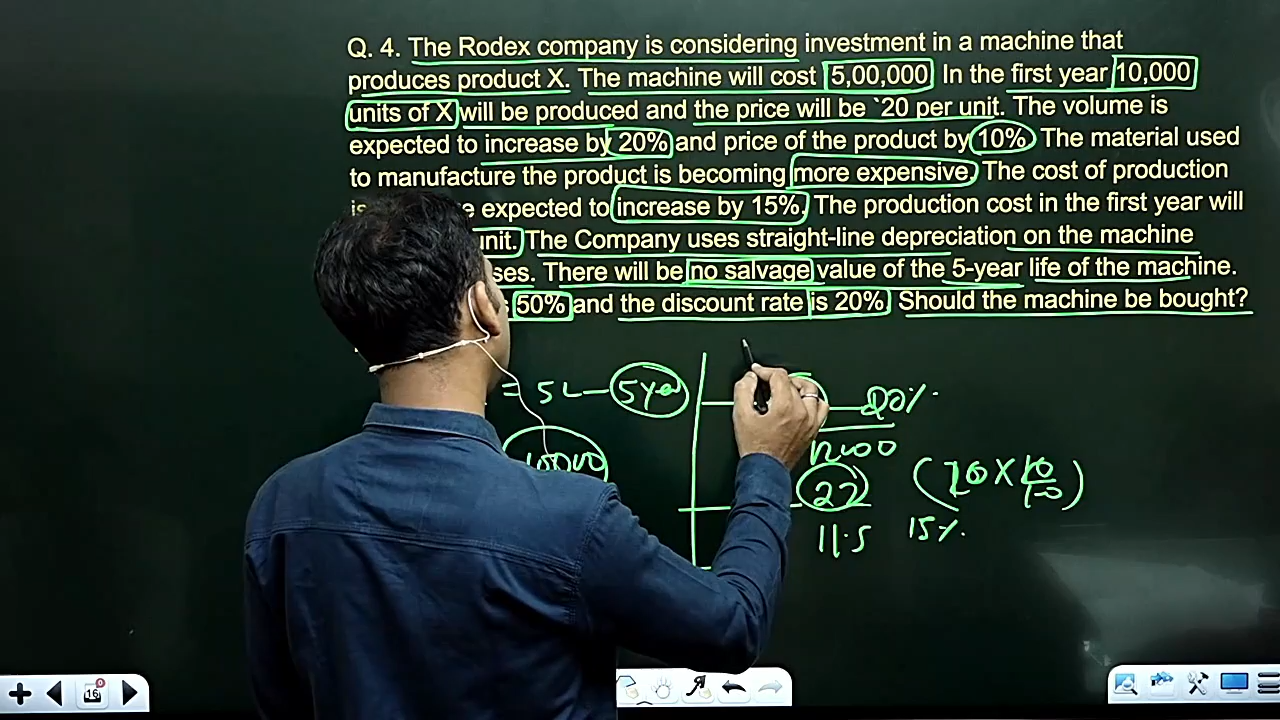 Q. 4. The Rodex company is considering investment in a machine that
produces product X. The machine will cost 5,00,000 In the first year 10,000
units of X will be produced and the price will be `20 per unit. The volume is
expected to increase by 20% and price of the product by 10% The material used
to manufacture the product is becoming more expensive. The cost of production
expected to increase by 15%. The production cost in the first year will
unit. The Company uses straight-line depreciation on the machine
There will be no salvage value of the 5-year life of the machine.
50% and the discount rate is 20%. Should the machine be bought?
= 5L - 5Year
20%.
10000
12000
22
11.5
15%.
16